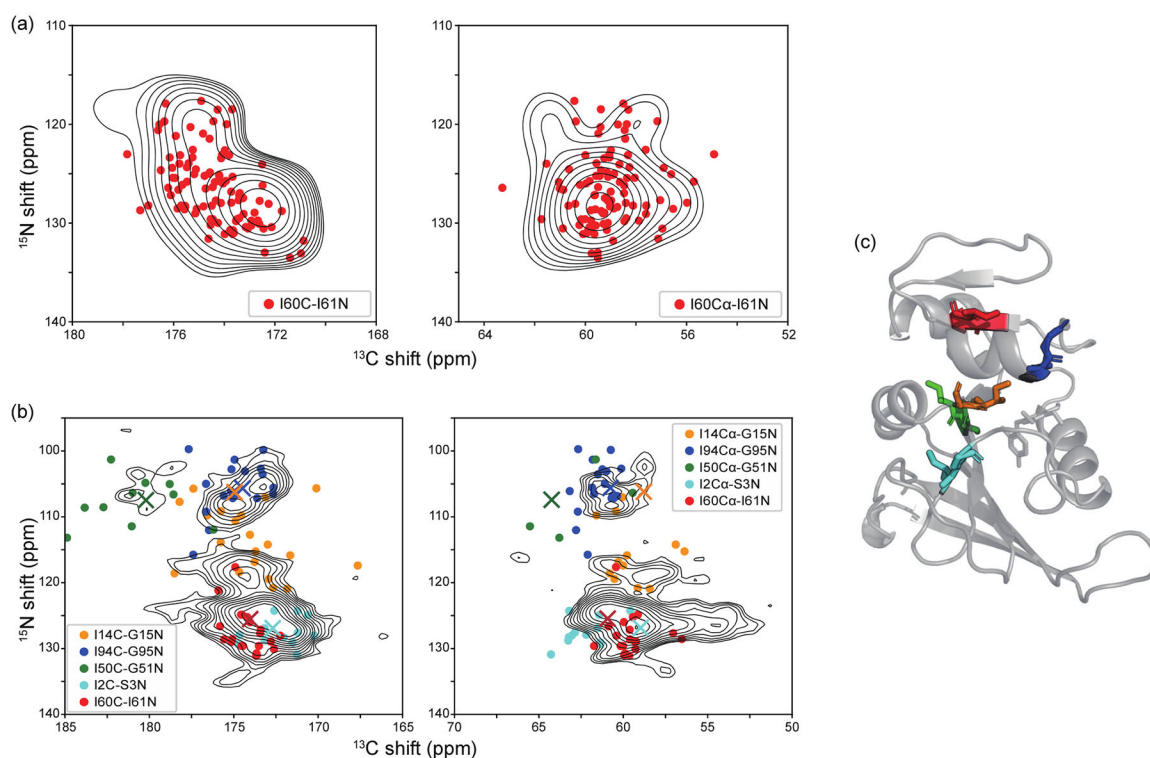 (a)
110
120
130
140
180
176
172
168
I60C-I61N
110
120
130
140
64
60
56
52
I60Cα-I61N
¹⁵N shift (ppm)
¹³C shift (ppm)
(b)
100
110
120
130
140
185
180
175
170
165
I14C-G15N
I94C-G95N
I50C-G51N
I2C-S3N
I60C-I61N
100
110
120
130
140
70
65
60
55
50
I14Cα-G15N
I94Cα-G95N
I50Cα-G51N
I2Cα-S3N
I60Cα-I61N
¹⁵N shift (ppm)
¹³C shift (ppm)
(c)